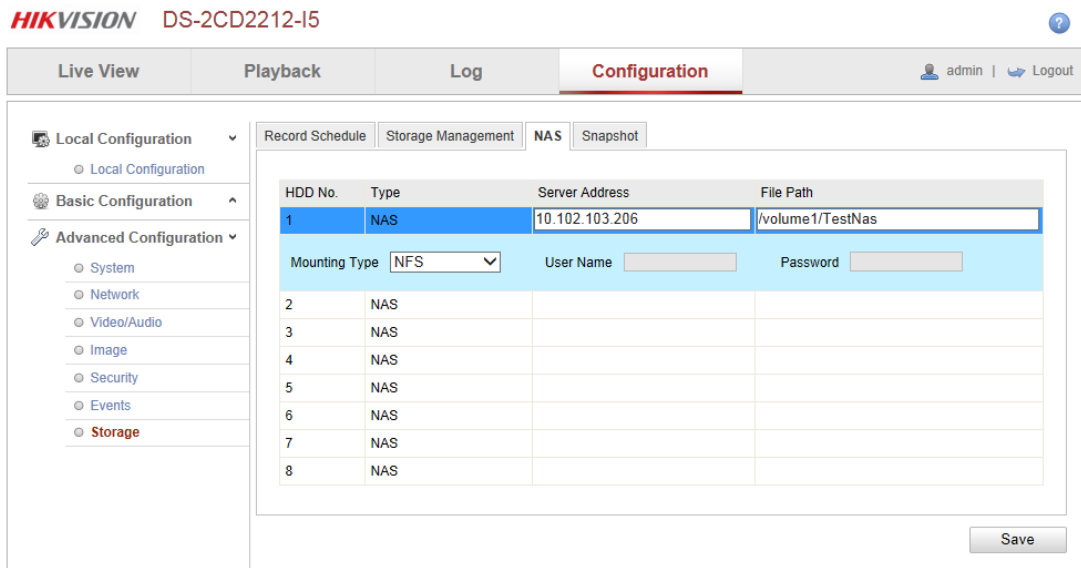 HIKVISION DS-2CD2212-I5
?
Live View Playback Log Configuration admin | Logout
Local Configuration
Local Configuration
Basic Configuration
Advanced Configuration
System
Network
Video/Audio
Image
Security
Events
Storage
Record Schedule Storage Management NAS Snapshot
HDD No. Type Server Address File Path
1 NAS 10.102.103.206 /volume1/TestNas
Mounting Type NFS User Name Password
2 NAS
3 NAS
4 NAS
5 NAS
6 NAS
7 NAS
8 NAS
Save